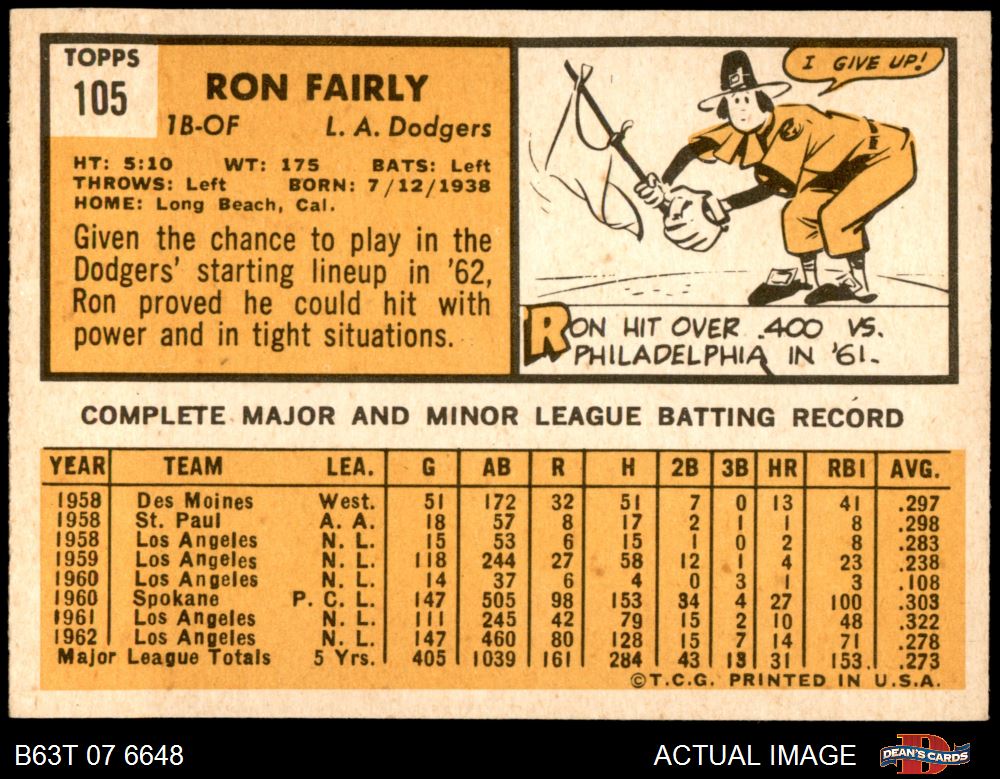 TOPPS
105
RON FAIRLY
1B-OF L. A. Dodgers
HT: 5:10 WT: 175 BATS: Left
THROWS: Left BORN: 7/12/1938
HOME: Long Beach, Cal.
Given the chance to play in the
Dodgers' starting lineup in '62,
Ron proved he could hit with
power and in tight situations.
I GIVE UP!
RON HIT OVER .400 VS.
PHILADELPHIA IN '61.
COMPLETE MAJOR AND MINOR LEAGUE BATTING RECORD
YEAR TEAM LEA. G AB R H 2B 3B HR RBI AVG.
1958 Des Moines West. 51 172 32 51 7 0 13 41 .297
1958 St. Paul A. A. 18 57 8 17 2 1 1 8 .298
1958 Los Angeles N. L. 15 53 6 15 1 0 2 8 .283
1959 Los Angeles N. L. 118 244 27 58 12 1 4 23 .238
1960 Los Angeles N. L. 14 37 6 4 0 3 1 3 .108
1960 Spokane P. C. L. 147 505 98 153 34 4 27 100 .303
1961 Los Angeles N. L. 111 245 42 79 15 2 10 48 .322
1962 Los Angeles N. L. 147 460 80 128 15 7 14 71 .278
Major League Totals 5 Yrs. 405 1039 161 284 43 13 31 153 .273
©T.C.G. PRINTED IN U.S.A.
B63T 07 6648 ACTUAL IMAGE DEAN'S CARDS